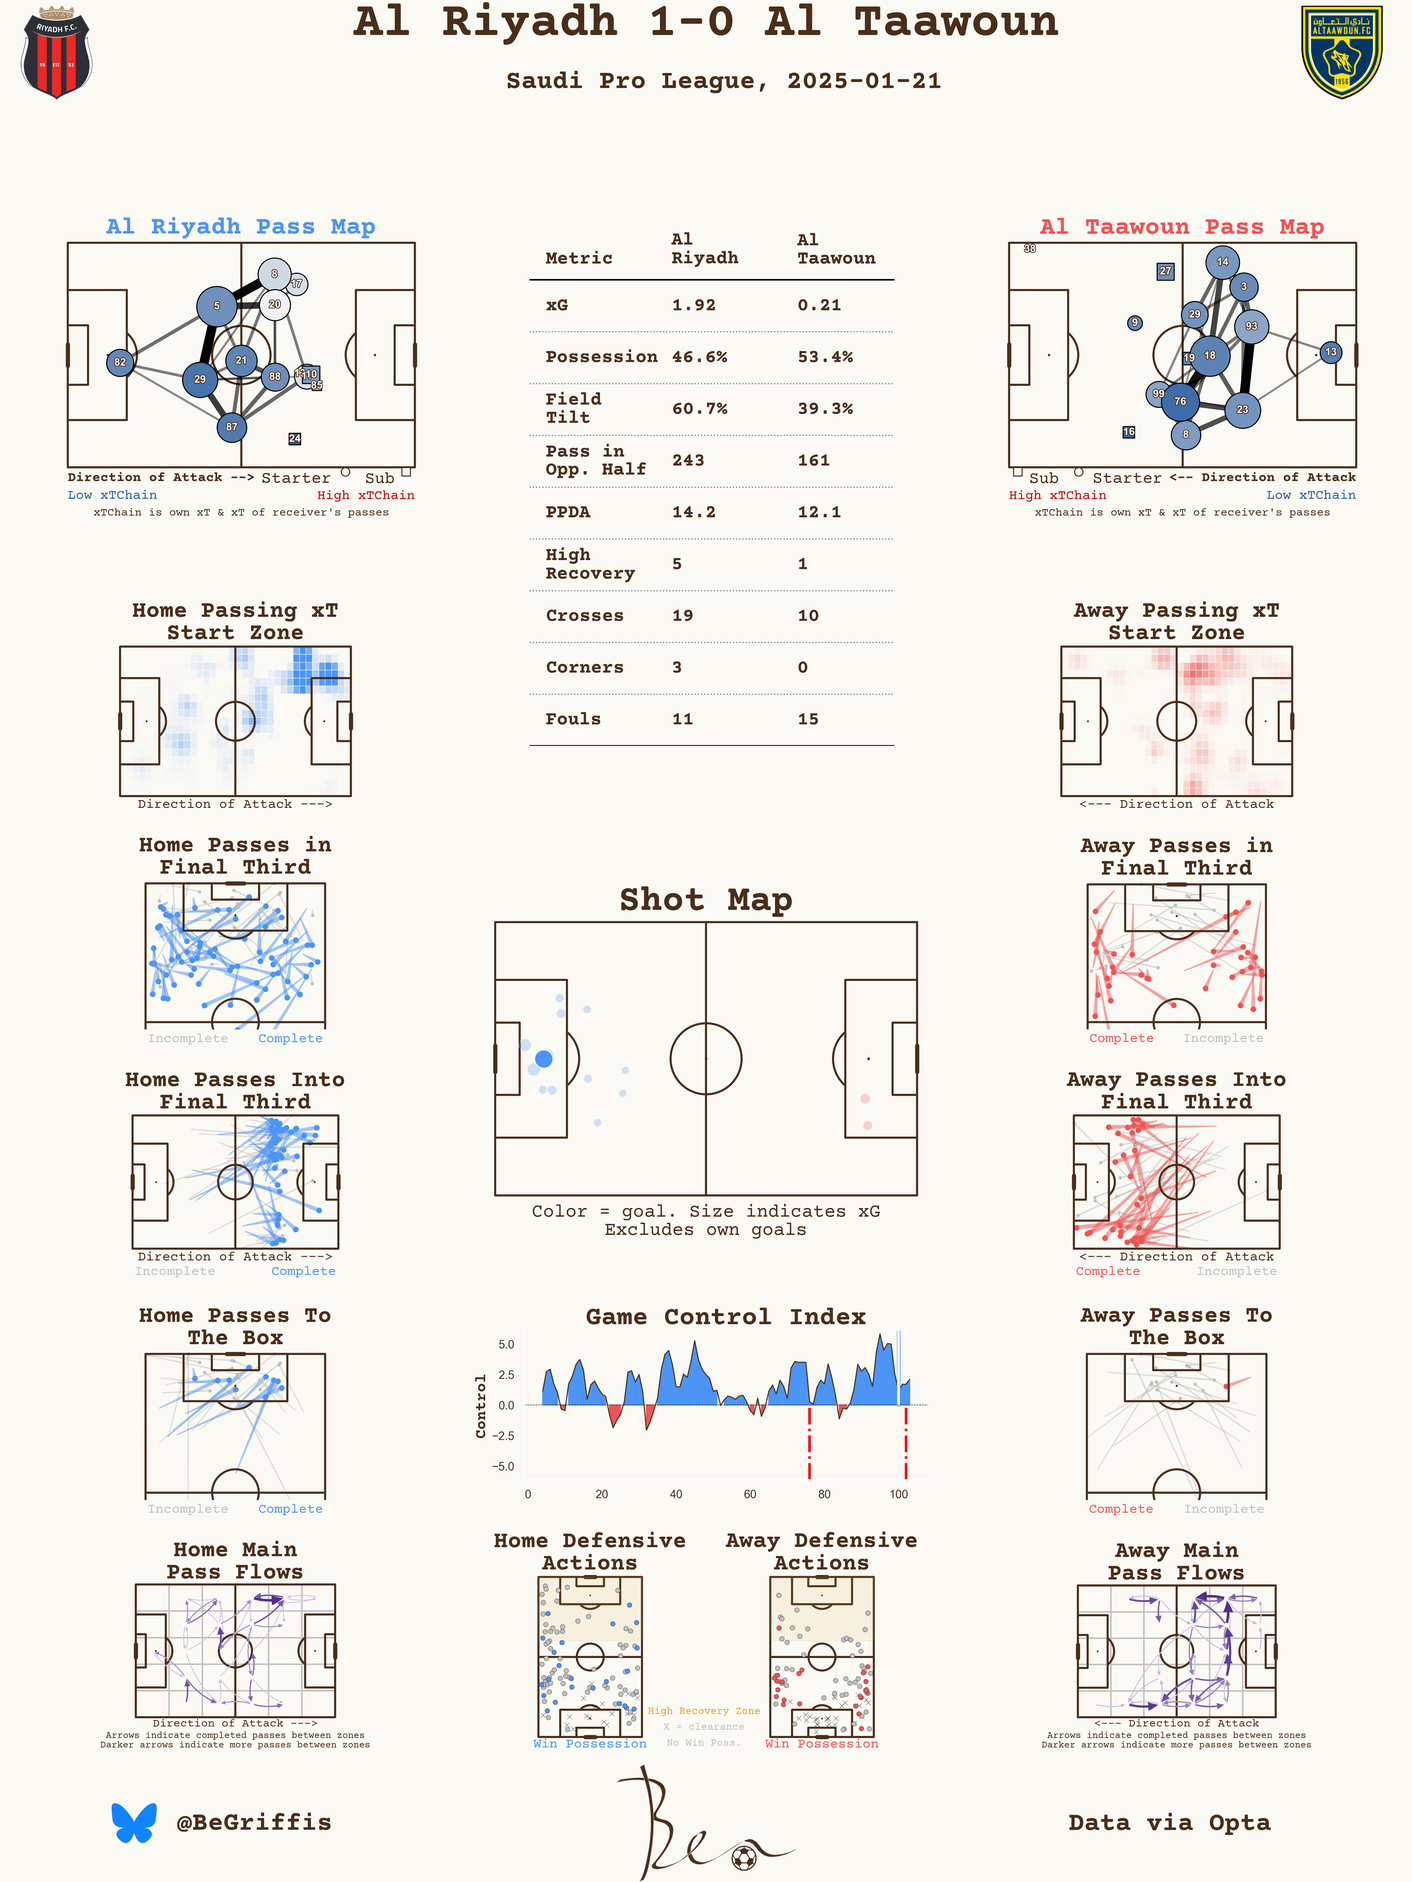 Al Riyadh 1-0 Al Taawoun
Saudi Pro League, 2025-01-21
RIYADH F.C.
19 EST. 53
نادي التعاون
ALTAAWOUN.FC
1956
Al Riyadh Pass Map
8
17
5
20
82
21
29
88
10
85
87
24
Direction of Attack --> Starter Sub
Low xTChain High xTChain
xTChain is own xT & xT of receiver's passes
Metric Al Riyadh Al Taawoun
xG 1.92 0.21
Possession 46.6% 53.4%
Field Tilt 60.7% 39.3%
Pass in Opp. Half 243 161
PPDA 14.2 12.1
High Recovery 5 1
Crosses 19 10
Corners 3 0
Fouls 11 15
Al Taawoun Pass Map
38
14
27
3
29
9
93
19
18
13
99
76
23
16
8
Sub Starter <-- Direction of Attack
High xTChain Low xTChain
xTChain is own xT & xT of receiver's passes
Home Passing xT
Start Zone
Direction of Attack --->
Away Passing xT
Start Zone
<--- Direction of Attack
Home Passes in
Final Third
Incomplete Complete
Away Passes in
Final Third
Complete Incomplete
Shot Map
Color = goal. Size indicates xG
Excludes own goals
Home Passes Into
Final Third
Direction of Attack --->
Incomplete Complete
Away Passes Into
Final Third
<--- Direction of Attack
Complete Incomplete
Home Passes To
The Box
Incomplete Complete
Game Control Index
Control
5.0
2.5
0.0
−2.5
−5.0
0 20 40 60 80 100
Away Passes To
The Box
Complete Incomplete
Home Main
Pass Flows
Direction of Attack --->
Arrows indicate completed passes between zones
Darker arrows indicate more passes between zones
Home Defensive
Actions
Win Possession
Away Defensive
Actions
Win Possession
High Recovery Zone
X = clearance
No Win Poss.
Away Main
Pass Flows
<--- Direction of Attack
Arrows indicate completed passes between zones
Darker arrows indicate more passes between zones
@BeGriffis
Ben
Data via Opta